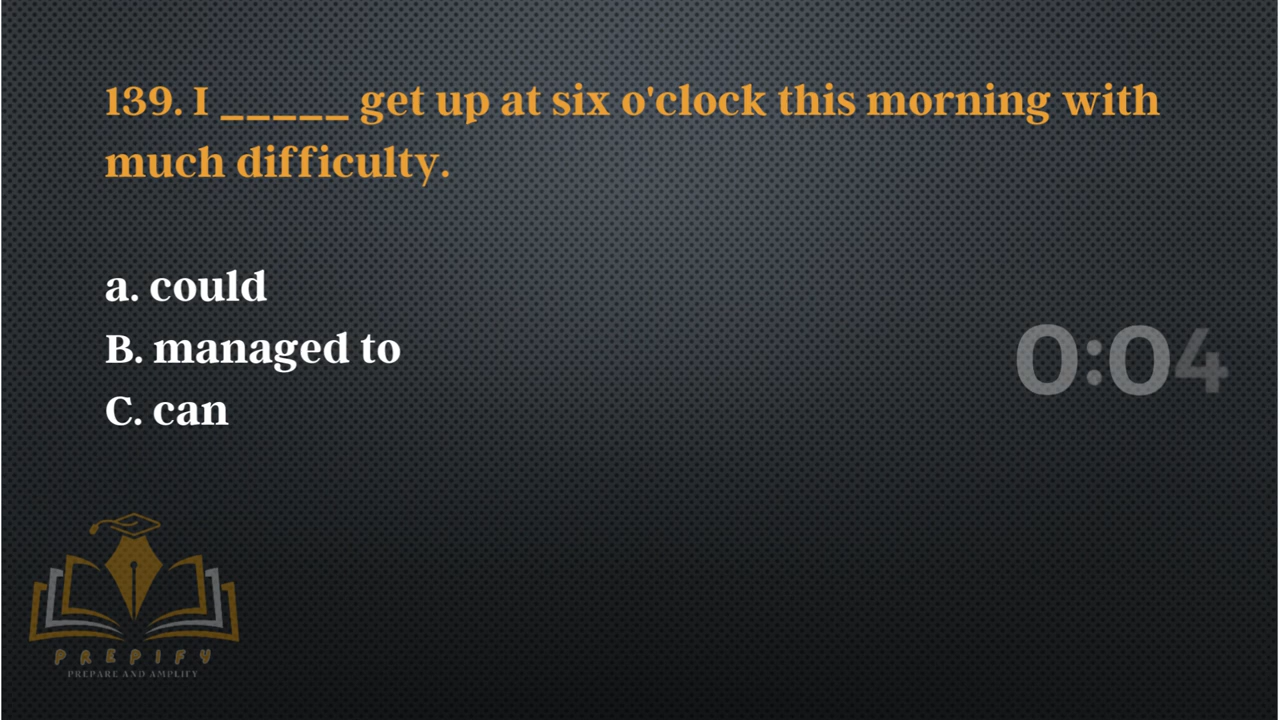 139. I _____ get up at six o'clock this morning with
much difficulty.
a. could
B. managed to
C. can
0:04
PREPIFY
PREPARE AND AMPLIFY